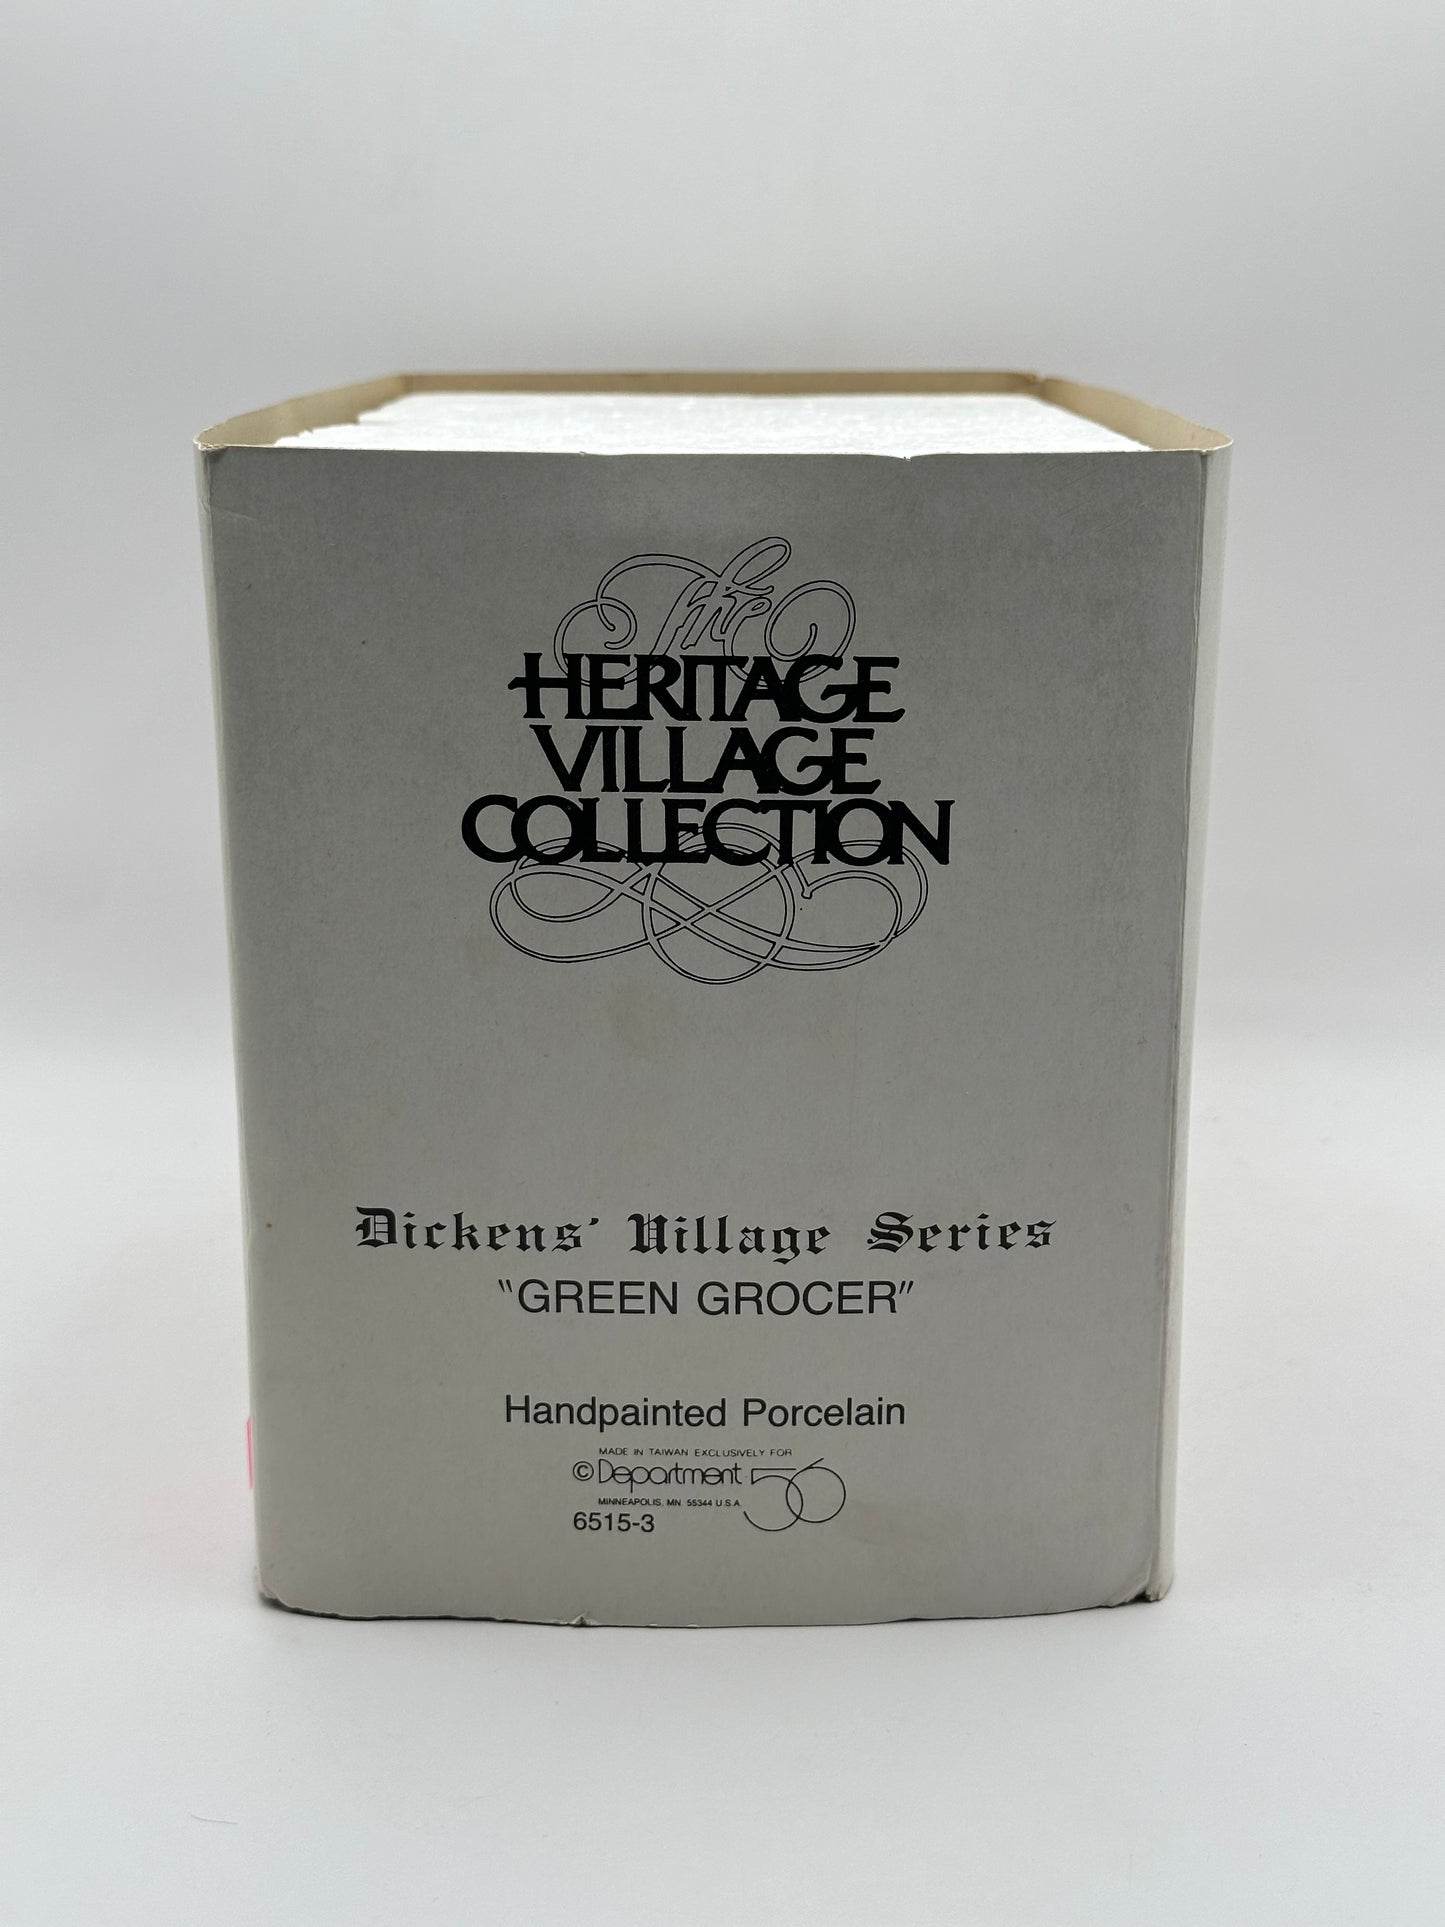 The
HERITAGE
VILLAGE
COLLECTION
Dickens' Village Series
"GREEN GROCER"
Handpainted Porcelain
MADE IN TAIWAN EXCLUSIVELY FOR
© Department 56
MINNEAPOLIS, MN 55344 U.S.A.
6515-3